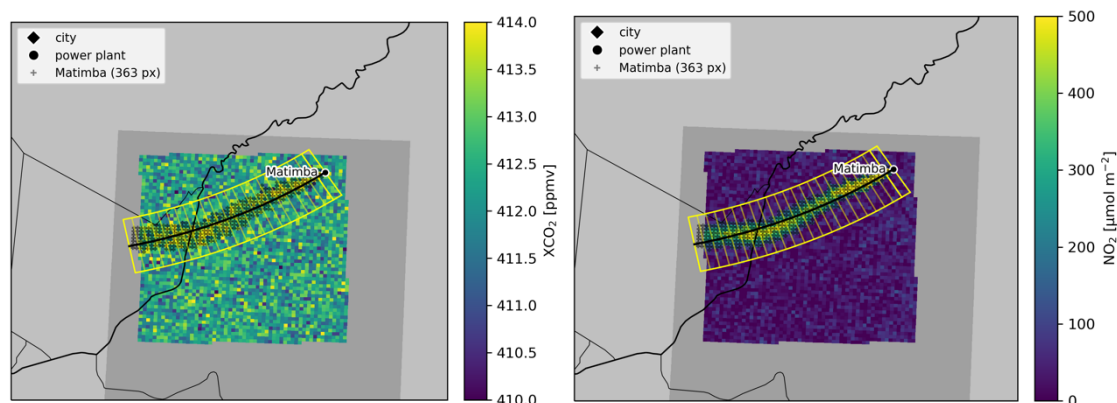 city
power plant
Matimba (363 px)
Matimba
414.0
413.5
413.0
412.5
412.0
411.5
411.0
410.5
410.0
XCO₂ [ppmv]
city
power plant
Matimba (363 px)
Matimba
500
400
300
200
100
0
NO₂ [µmol m⁻²]